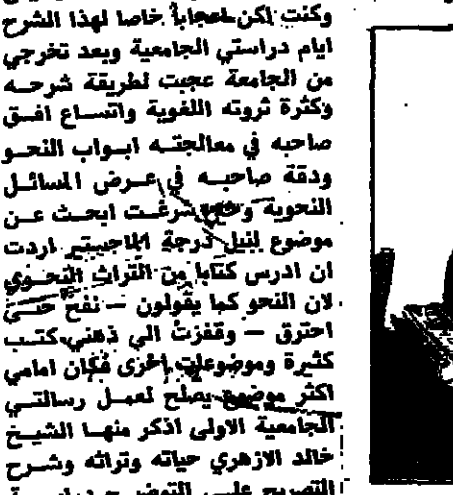 وكنت اكن اعجاباً خاصا لهذا الشرح
ايام دراستي الجامعية وبعد تخرجي
من الجامعة عجبت لطريقة شرحه
وكثرة ثروته اللغوية واتساع افق
صاحبه في معالجته ابواب النحو
ودقة صاحبه في عرض المسائل
النحوية وحين شرعت ابحث عن
موضوع لنيل درجة الماجستير اردت
ان ادرس كتابا من التراث النحوي
لان النحو كما يقولون — نضج حتى
احترق — وقفزت الي ذهني كتب
كثيرة وموضوعات اخرى فكان امامي
اكثر موضوع يصلح لعمل رسالتي
الجامعية الاولى اذكر منها الشيخ
خالد الازهري حياته وتراثه وشرح
التصريح على التوضيح